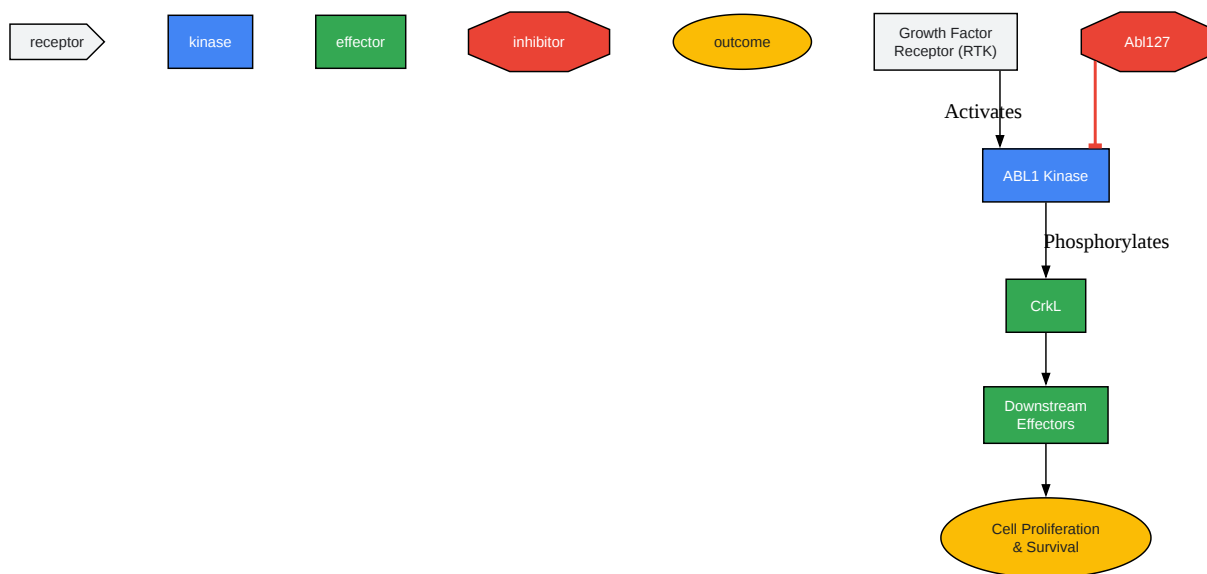 receptor
kinase
effector
inhibitor
outcome
Growth Factor
Receptor (RTK)
Abl127
Activates
ABL1 Kinase
Phosphorylates
CrkL
Downstream
Effectors
Cell Proliferation
& Survival